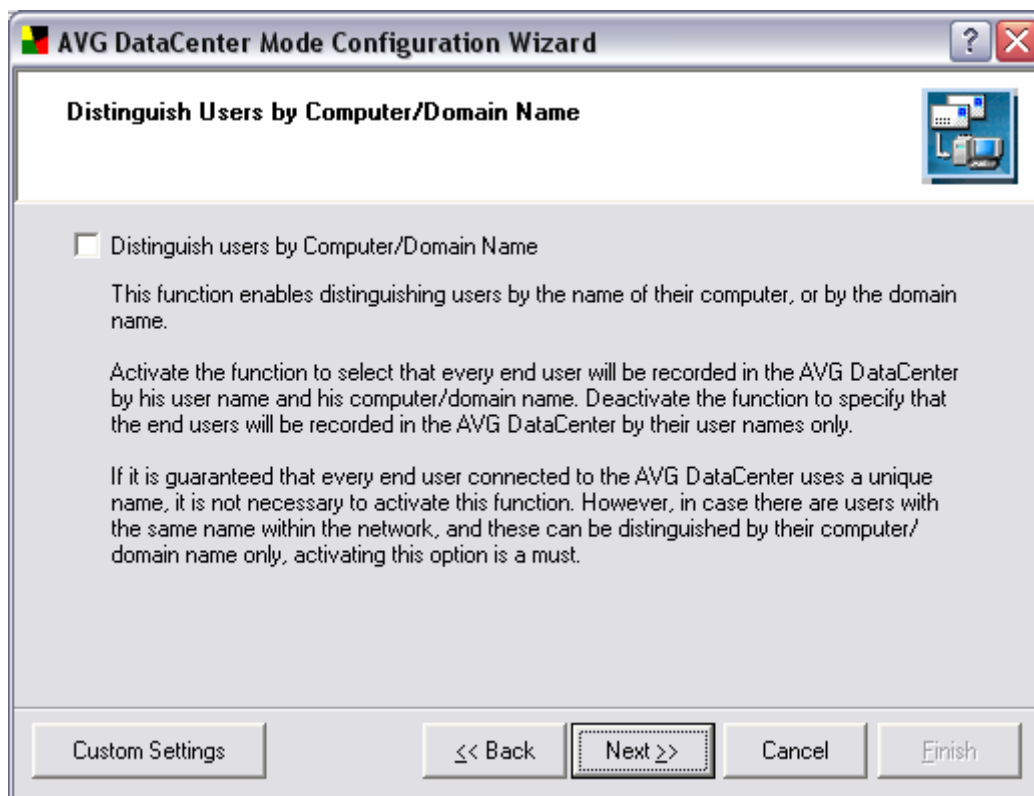 AVG DataCenter Mode Configuration Wizard
Distinguish Users by Computer/Domain Name
Distinguish users by Computer/Domain Name
This function enables distinguishing users by the name of their computer, or by the domain
name.
Activate the function to select that every end user will be recorded in the AVG DataCenter
by his user name and his computer/domain name. Deactivate the function to specify that
the end users will be recorded in the AVG DataCenter by their user names only.
If it is guaranteed that every end user connected to the AVG DataCenter uses a unique
name, it is not necessary to activate this function. However, in case there are users with
the same name within the network, and these can be distinguished by their computer/
domain name only, activating this option is a must.
Custom Settings
<< Back
Next >>
Cancel
Finish